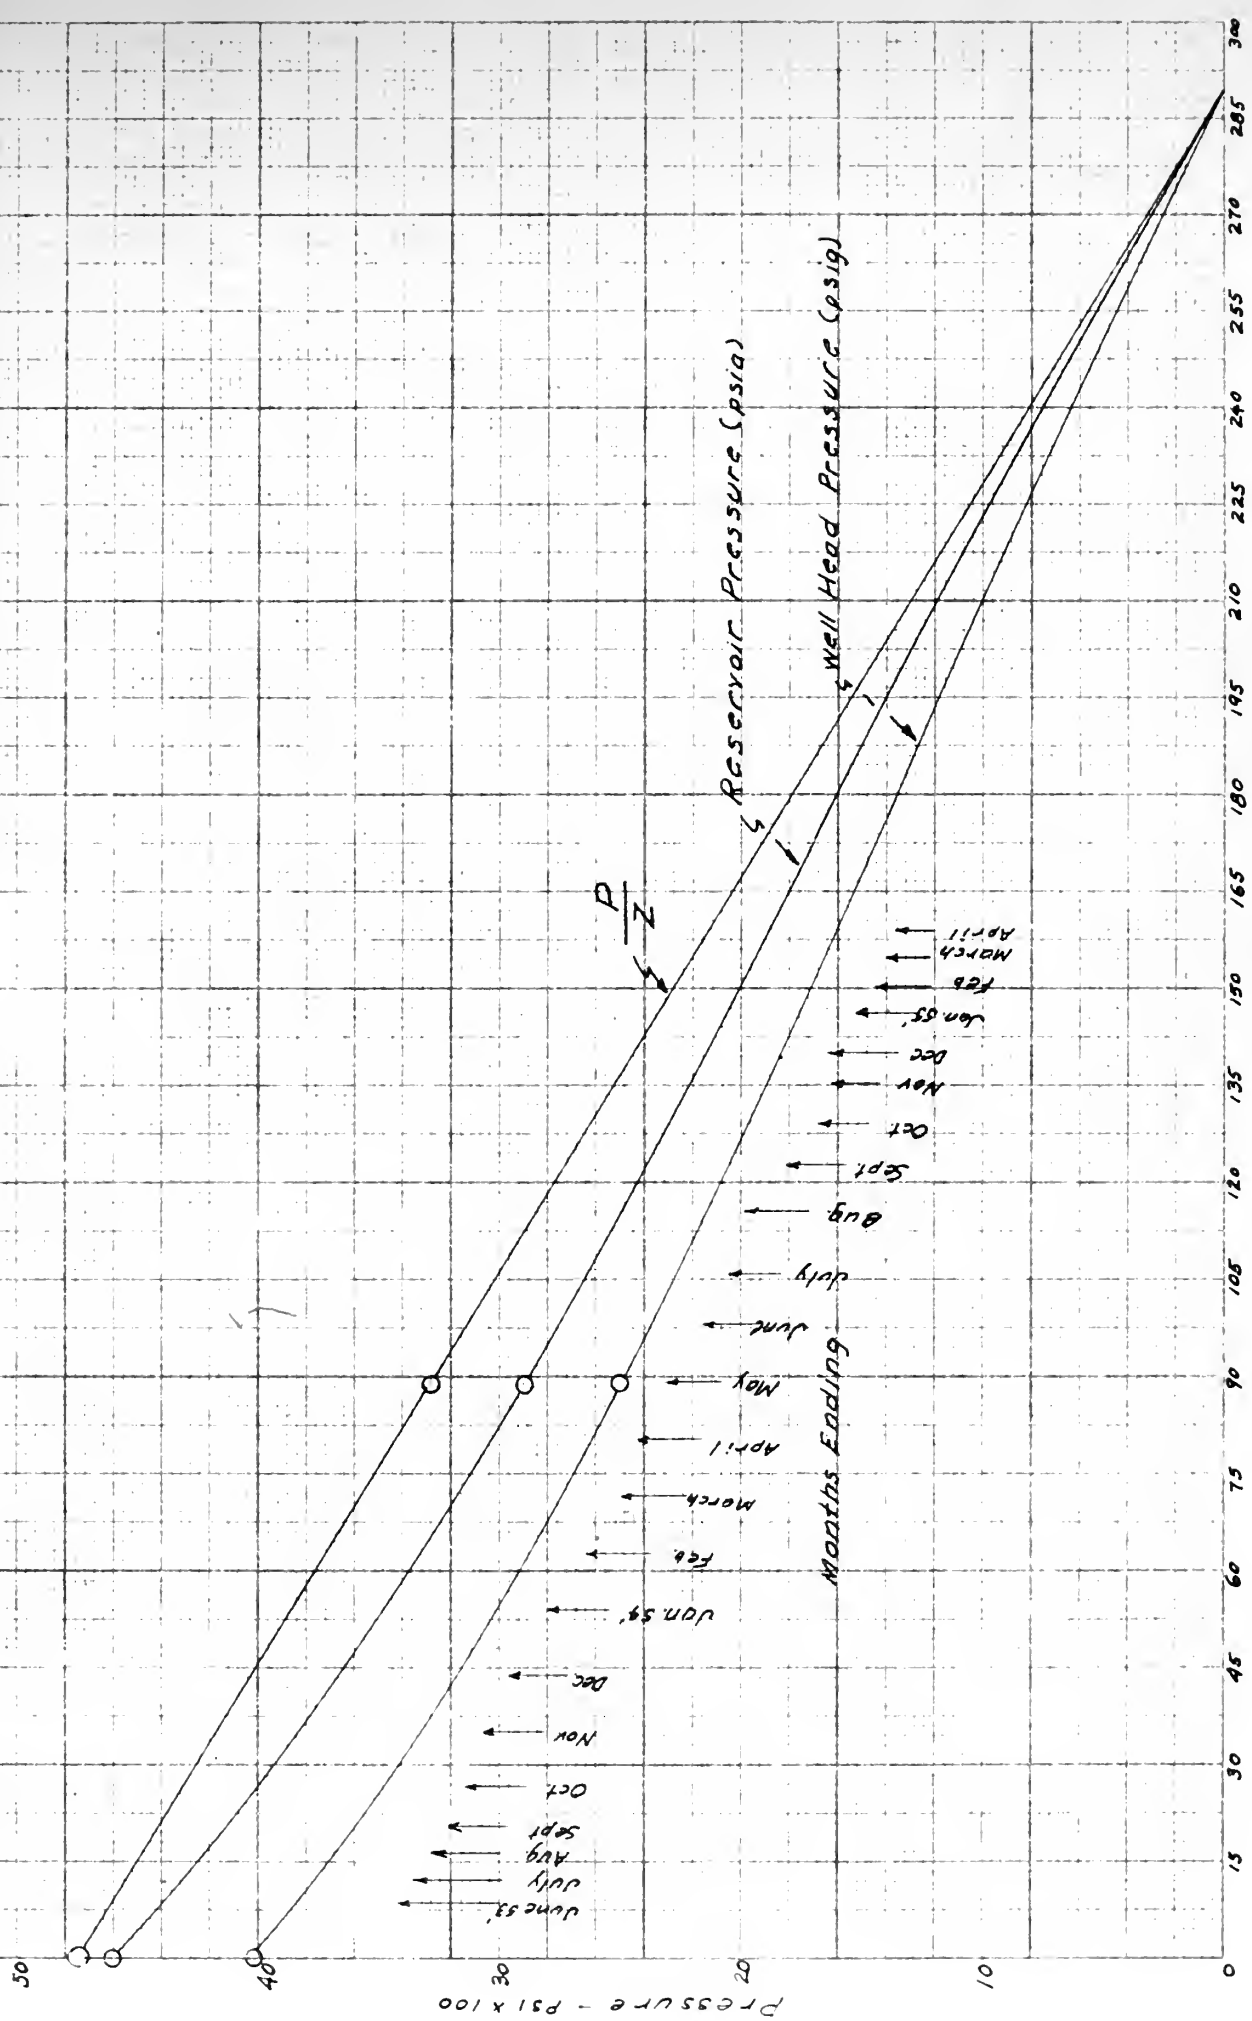 Pressure - PSI x 100
50
40
30
20
10
0
P
Z
Reservoir Pressure (psia)
Well Head Pressure (psig)
June 53'
July
Aug
Sept
Oct
Nov
Dec
Jan. 54'
Feb.
March
April
May
June
July
Aug
Sept.
Oct
Nov
Dec
Jan. 55'
Feb
March
April
Months Ending
15
30
45
60
75
90
105
120
135
150
165
180
195
210
225
240
255
270
285
300